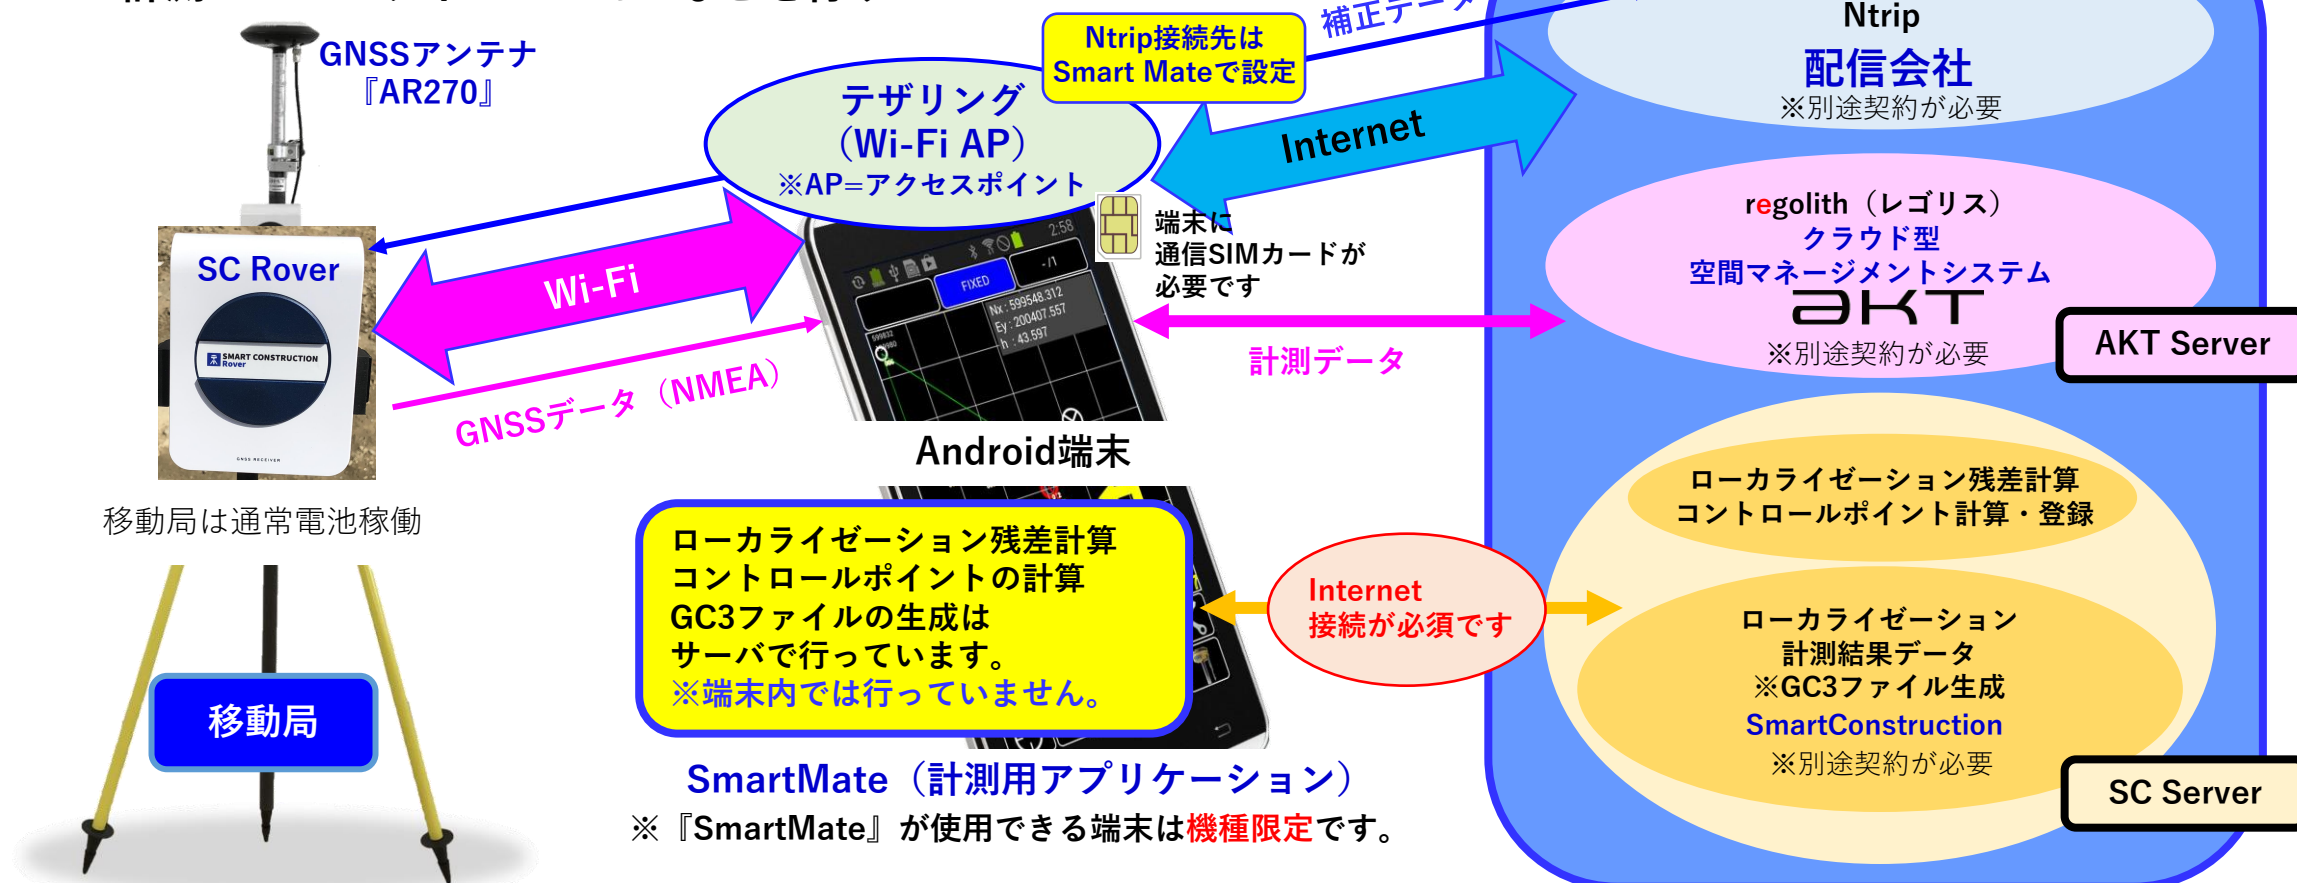 GNSSアンテナ
『AR270』
Ntrip接続先は
Smart Mateで設定
補正データ
Ntrip
配信会社
※別途契約が必要
テザリング
（Wi-Fi AP）
※AP=アクセスポイント
Internet
端末に
通信SIMカードが
必要です
regolith（レゴリス）
クラウド型
空間マネージメントシステム
AKT
※別途契約が必要
AKT Server
SC Rover
SMART CONSTRUCTION
Rover
GNSS RECEIVER
Wi-Fi
GNSSデータ（NMEA）
2:58
FIXED
-/1
Nx : 599548.312
Ey : 200407.557
h : 43.597
計測データ
Android端末
移動局は通常電池稼働
移動局
ローカライゼーション残差計算
コントロールポイントの計算
GC3ファイルの生成は
サーバで行っています。
※端末内では行っていません。
Internet
接続が必須です
ローカライゼーション残差計算
コントロールポイント計算・登録
ローカライゼーション
計測結果データ
※GC3ファイル生成
SmartConstruction
※別途契約が必要
SC Server
SmartMate（計測用アプリケーション）
※『SmartMate』が使用できる端末は機種限定です。